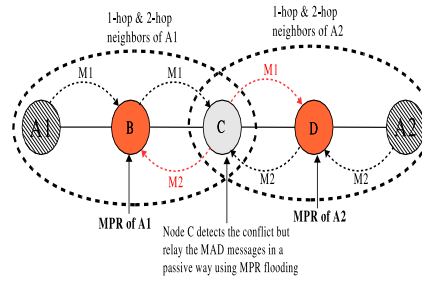 1-hop & 2-hop
neighbors of A1
1-hop & 2-hop
neighbors of A2
M1
M1
M1
A1
B
C
D
A2
M2
M2
M2
MPR of A1
MPR of A2
Node C detects the conflict but
relay the MAD messages in a
passive way using MPR flooding